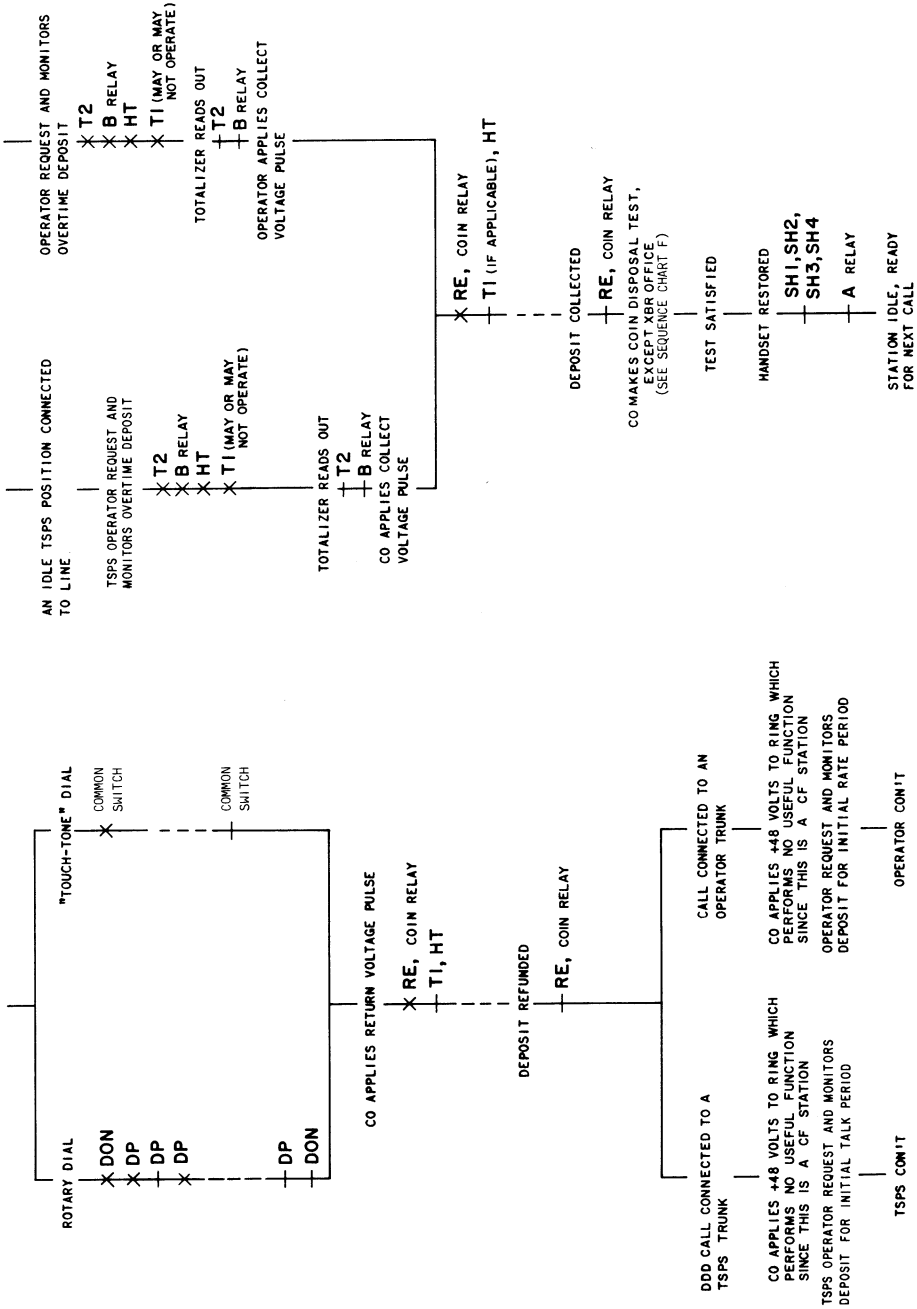 ROTARY DIAL
DON
DP
DP
DP
DP
DON
"TOUCH-TONE" DIAL
COMMON
SWITCH
COMMON
SWITCH
CO APPLIES RETURN VOLTAGE PULSE
RE, COIN RELAY
T1, HT
DEPOSIT REFUNDED
RE, COIN RELAY
DDD CALL CONNECTED TO A
TSPS TRUNK
CO APPLIES +48 VOLTS TO RING WHICH
PERFORMS NO USEFUL FUNCTION
SINCE THIS IS A CF STATION
TSPS OPERATOR REQUEST AND MONITORS
DEPOSIT FOR INITIAL TALK PERIOD
TSPS CON'T
CALL CONNECTED TO AN
OPERATOR TRUNK
CO APPLIES +48 VOLTS TO RING WHICH
PERFORMS NO USEFUL FUNCTION
SINCE THIS IS A CF STATION
OPERATOR REQUEST AND MONITORS
DEPOSIT FOR INITIAL RATE PERIOD
OPERATOR CON'T
AN IDLE TSPS POSITION CONNECTED
TO LINE
TSPS OPERATOR REQUEST AND
MONITORS OVERTIME DEPOSIT
T2
B RELAY
HT
T1 (MAY OR MAY
NOT OPERATE)
TOTALIZER READS OUT
T2
B RELAY
CO APPLIES COLLECT
VOLTAGE PULSE
OPERATOR REQUEST AND MONITORS
OVERTIME DEPOSIT
T2
B RELAY
HT
T1 (MAY OR MAY
NOT OPERATE)
TOTALIZER READS OUT
T2
B RELAY
OPERATOR APPLIES COLLECT
VOLTAGE PULSE
RE, COIN RELAY
T1 (IF APPLICABLE), HT
DEPOSIT COLLECTED
RE, COIN RELAY
CO MAKES COIN DISPOSAL TEST,
EXCEPT XBR OFFICE
(SEE SEQUENCE CHART F)
TEST SATISFIED
HANDSET RESTORED
SH1, SH2,
SH3, SH4
A RELAY
STATION IDLE, READY
FOR NEXT CALL